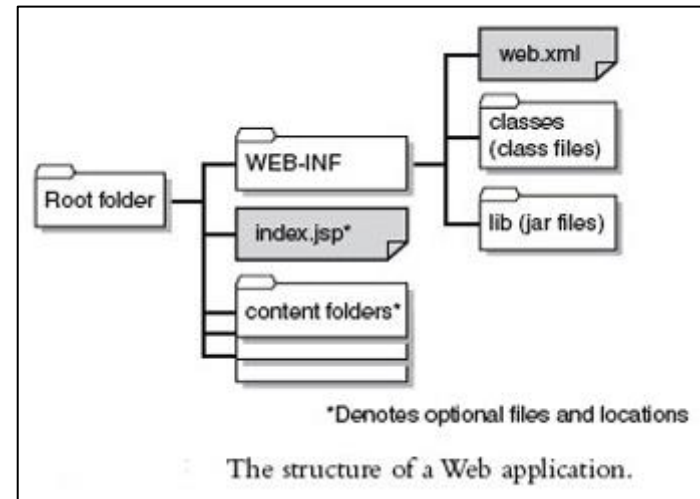 web.xml
classes
(class files)
WEB-INF
Root folder
index.jsp*
lib (jar files)
content folders*
*Denotes optional files and locations
The structure of a Web application.